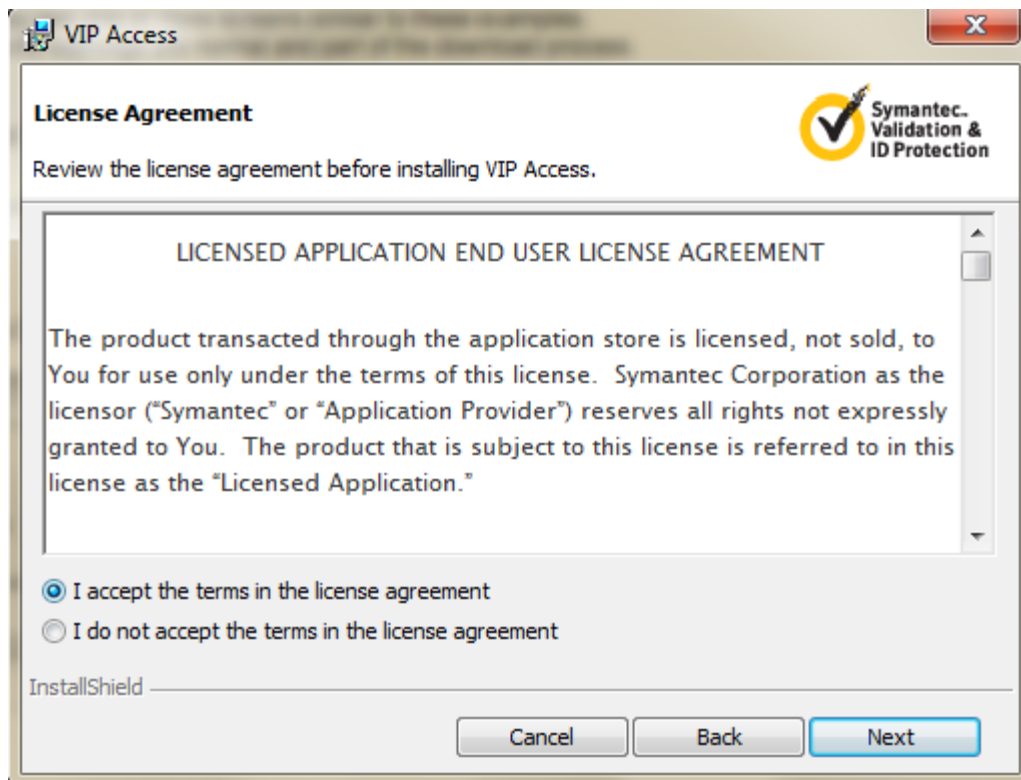 VIP Access
License Agreement
Symantec™
Validation &
ID Protection
Review the license agreement before installing VIP Access.
LICENSED APPLICATION END USER LICENSE AGREEMENT
The product transacted through the application store is licensed, not sold, to
You for use only under the terms of this license.  Symantec Corporation as the
licensor (“Symantec” or “Application Provider”) reserves all rights not expressly
granted to You.  The product that is subject to this license is referred to in this
license as the “Licensed Application.”
I accept the terms in the license agreement
I do not accept the terms in the license agreement
InstallShield
Cancel
Back
Next